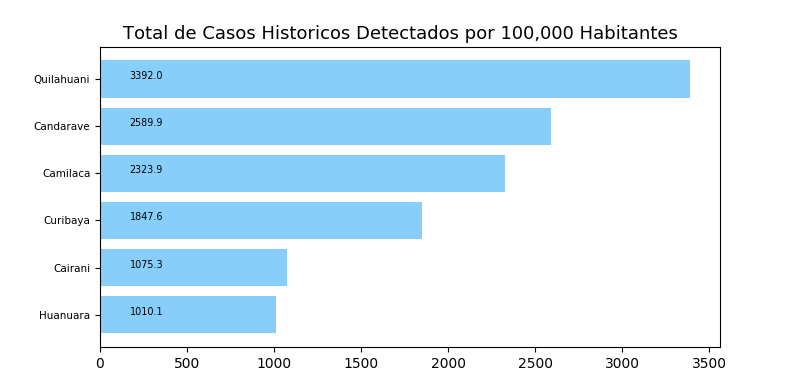 Total de Casos Historicos Detectados por 100,000 Habitantes
Quilahuani 3392.0
Candarave 2589.9
Camilaca 2323.9
Curibaya 1847.6
Cairani 1075.3
Huanuara 1010.1
0 500 1000 1500 2000 2500 3000 3500